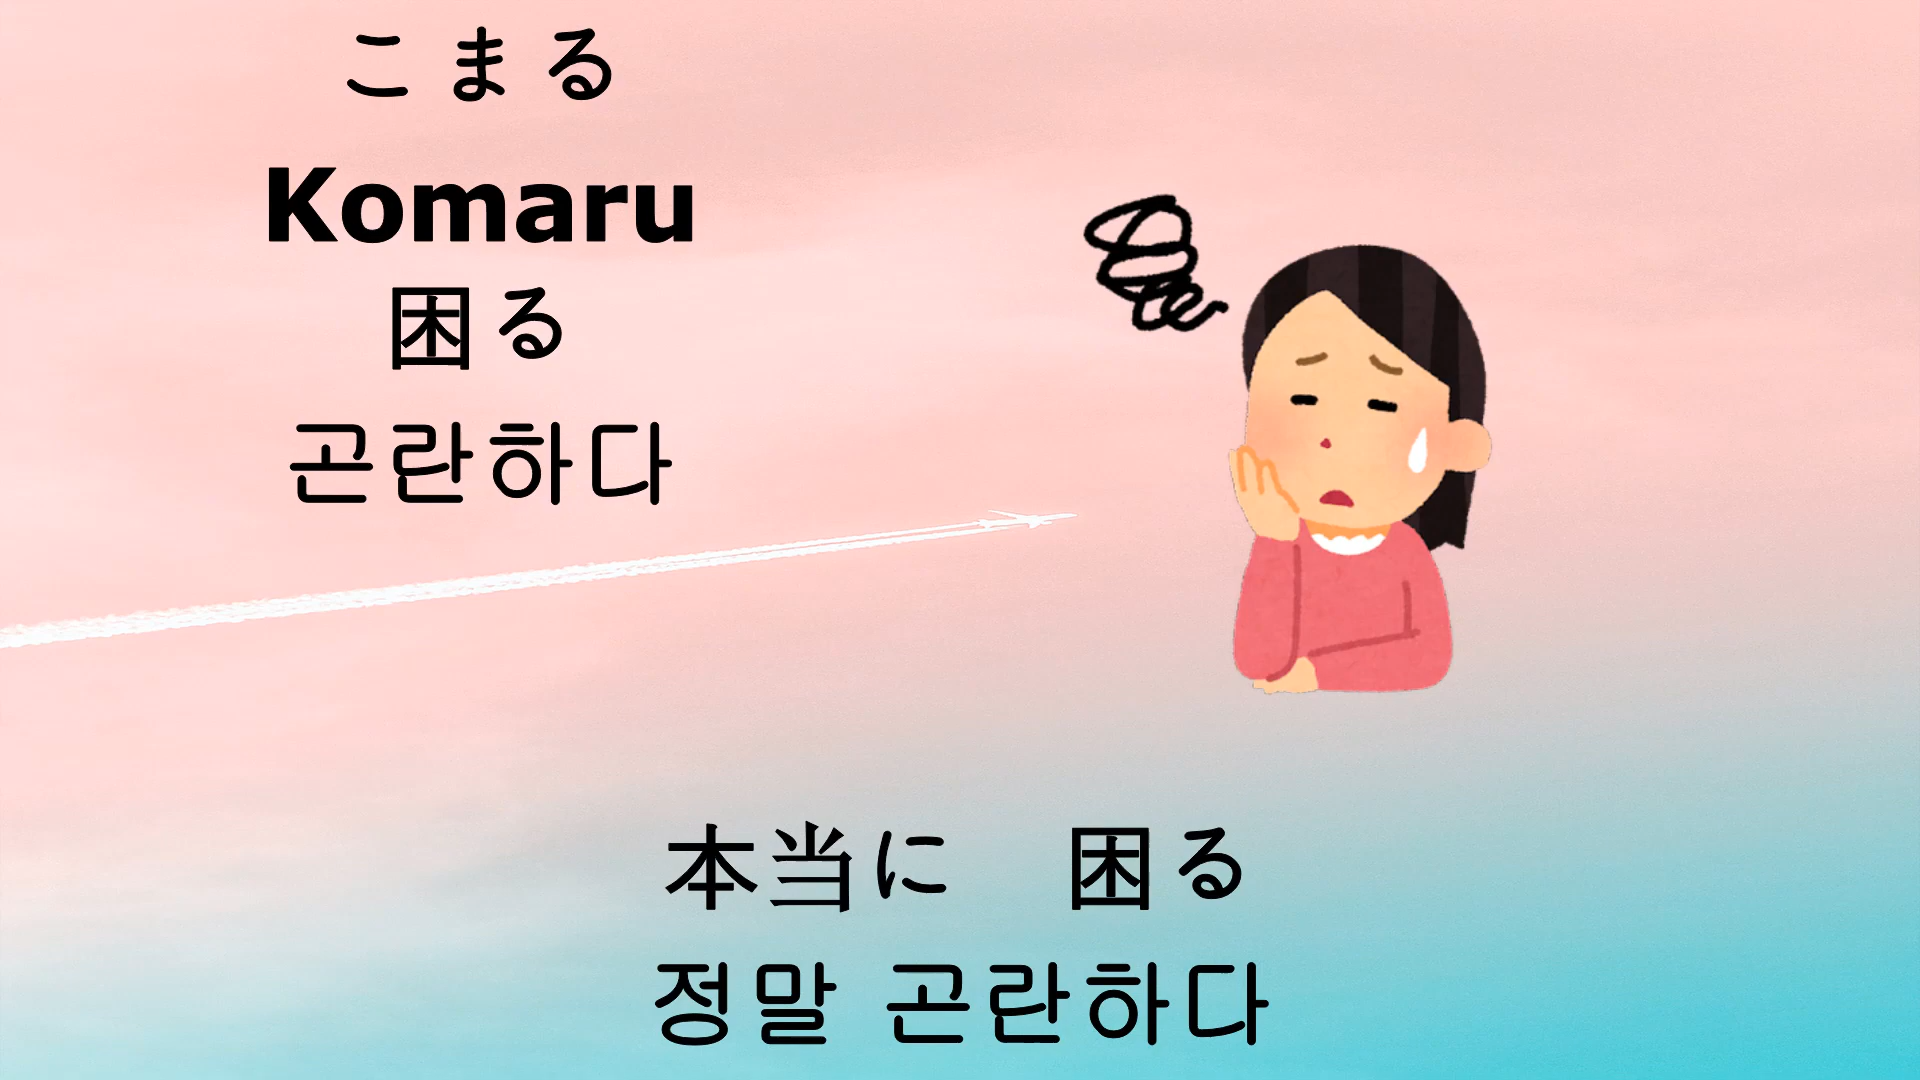 こまる
Komaru
困る
곤란하다
本当に　困る
정말 곤란하다